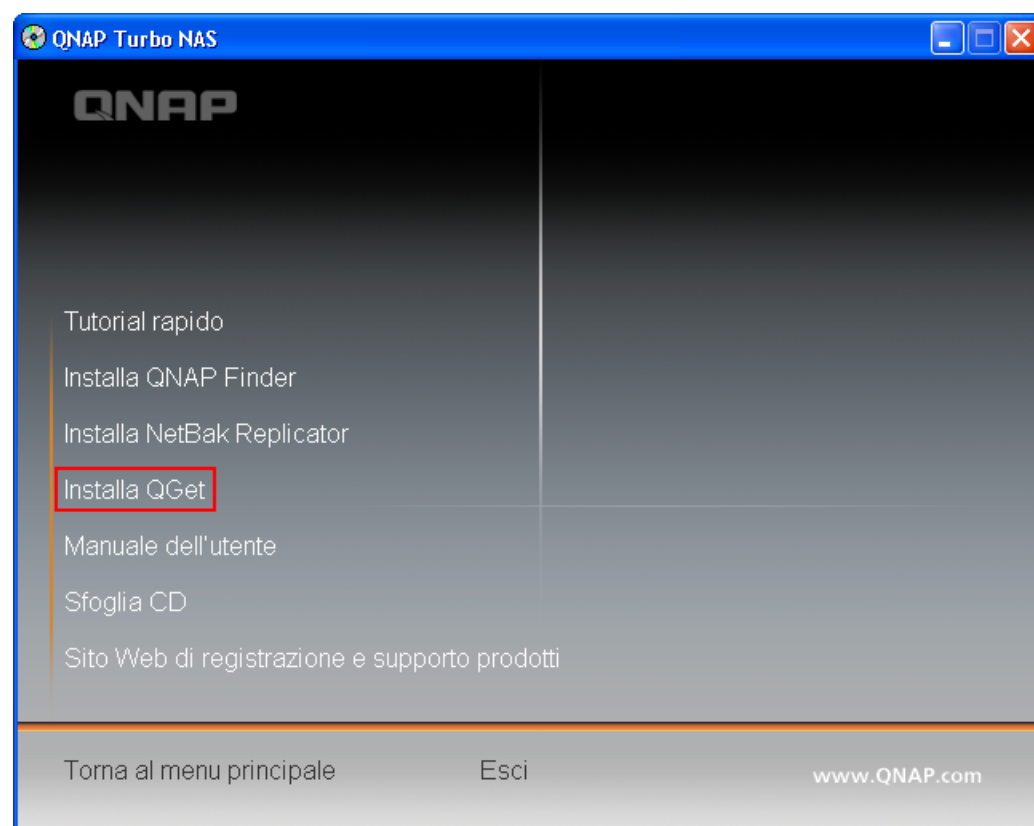 QNAP Turbo NAS
QNAP
Tutorial rapido
Installa QNAP Finder
Installa NetBak Replicator
Installa QGet
Manuale dell'utente
Sfoglia CD
Sito Web di registrazione e supporto prodotti
Torna al menu principale Esci www.QNAP.com